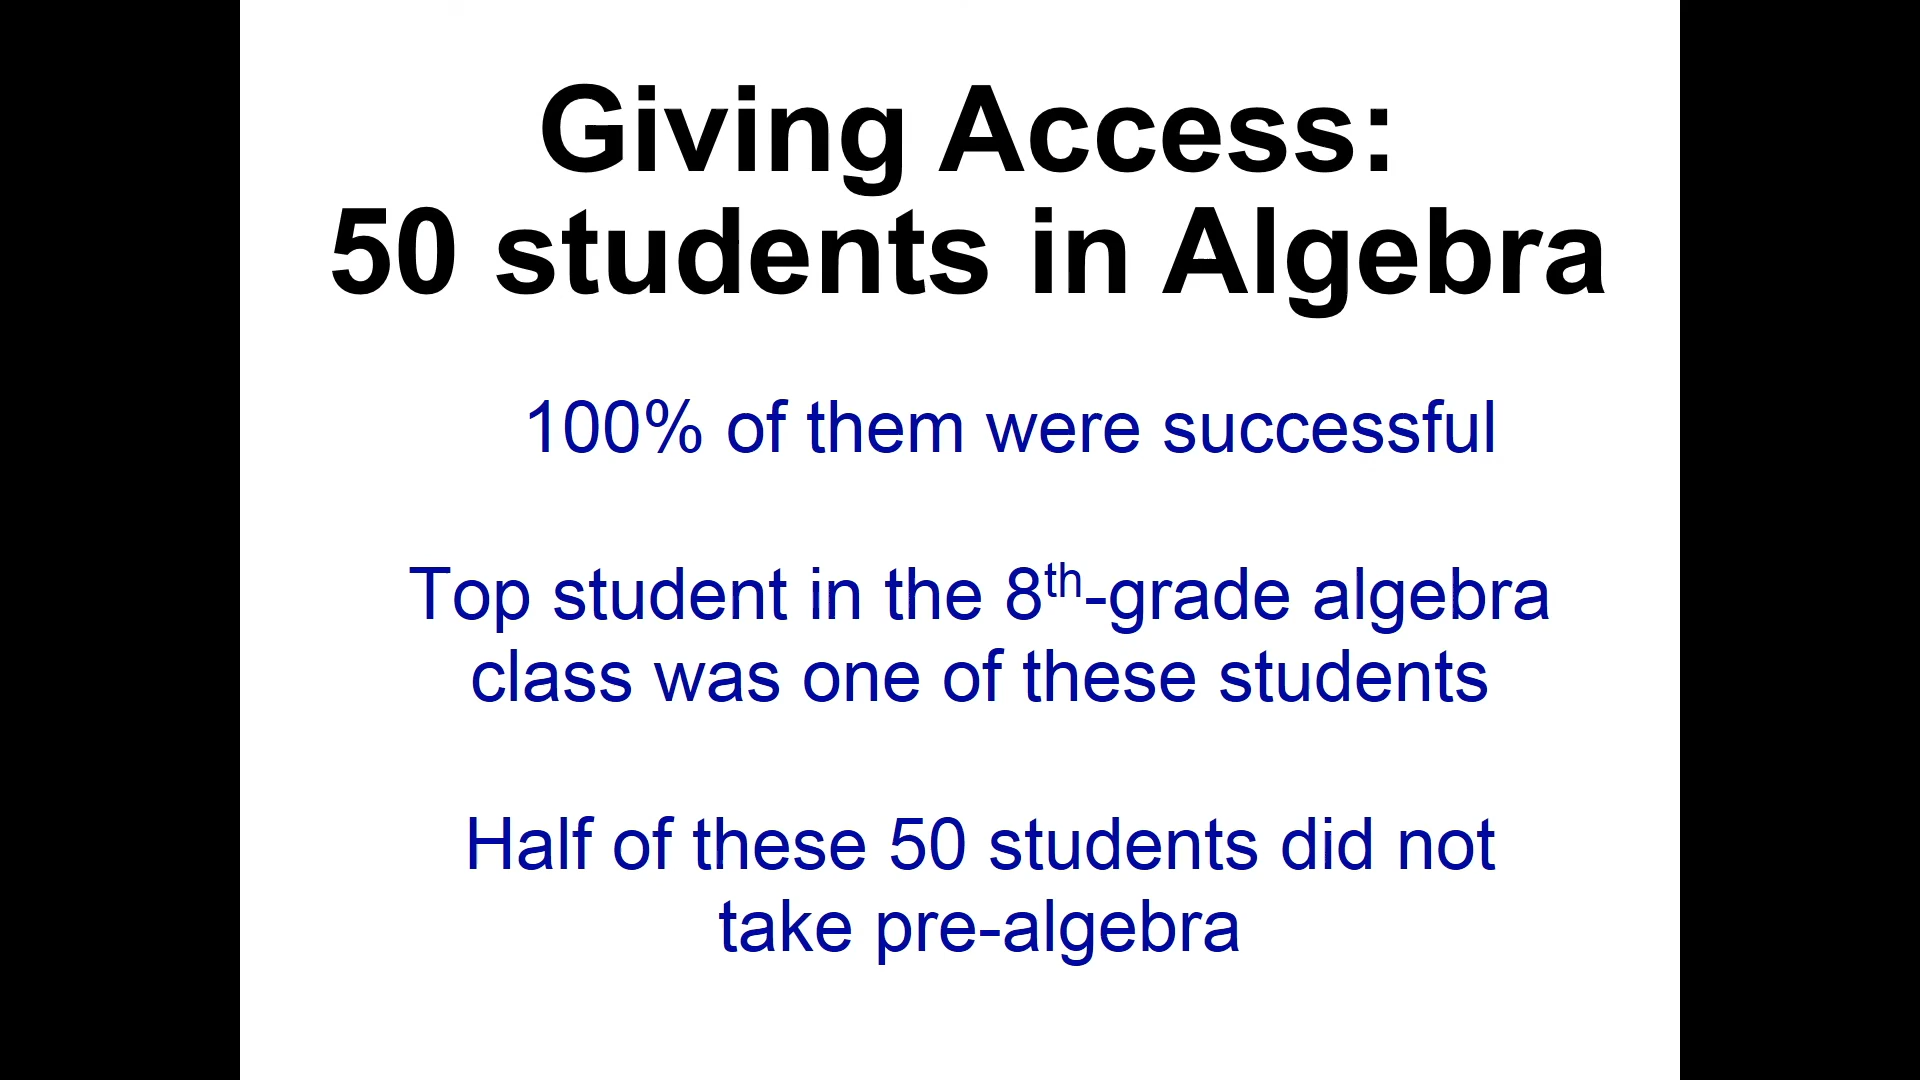 Giving Access:
50 students in Algebra
100% of them were successful
Top student in the 8th-grade algebra
class was one of these students
Half of these 50 students did not
take pre-algebra